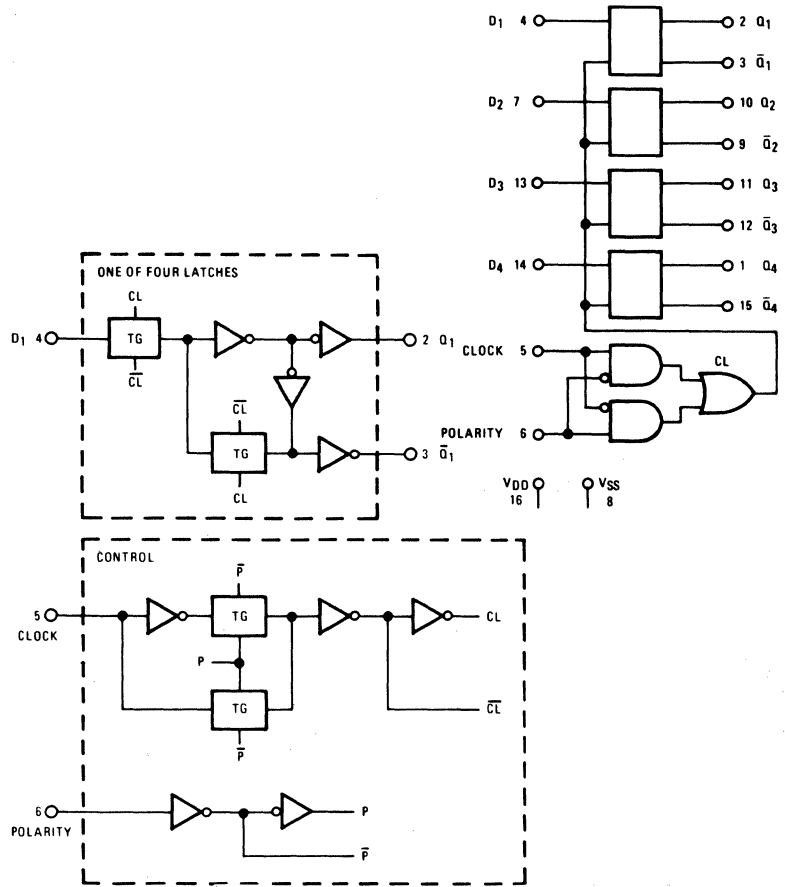 D1 4
2 Q1
3 Q̅1
D2 7
10 Q2
9 Q̅2
D3 13
11 Q3
12 Q̅3
D4 14
1 Q4
15 Q̅4
CLOCK 5
CL
POLARITY 6
VDD
16
VSS
8
ONE OF FOUR LATCHES
CL
D1 4
TG
C̅L̅
2 Q1
C̅L̅
TG
CL
3 Q̅1
CONTROL
P̅
5
CLOCK
TG
CL
P
TG
C̅L̅
P̅
6
POLARITY
P
P̅